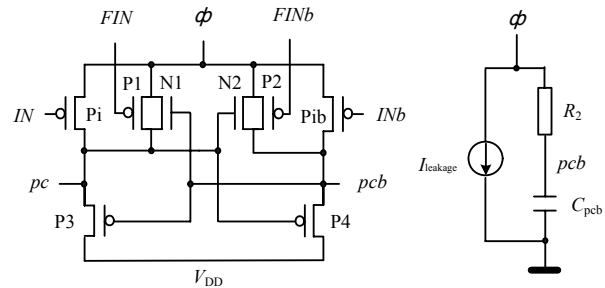 FIN ϕ FINb
ϕ
P1 N1 N2 P2
IN Pi Pib INb
R2
Ileakage
pc pcb
pcb
Cpcb
P3 P4
VDD